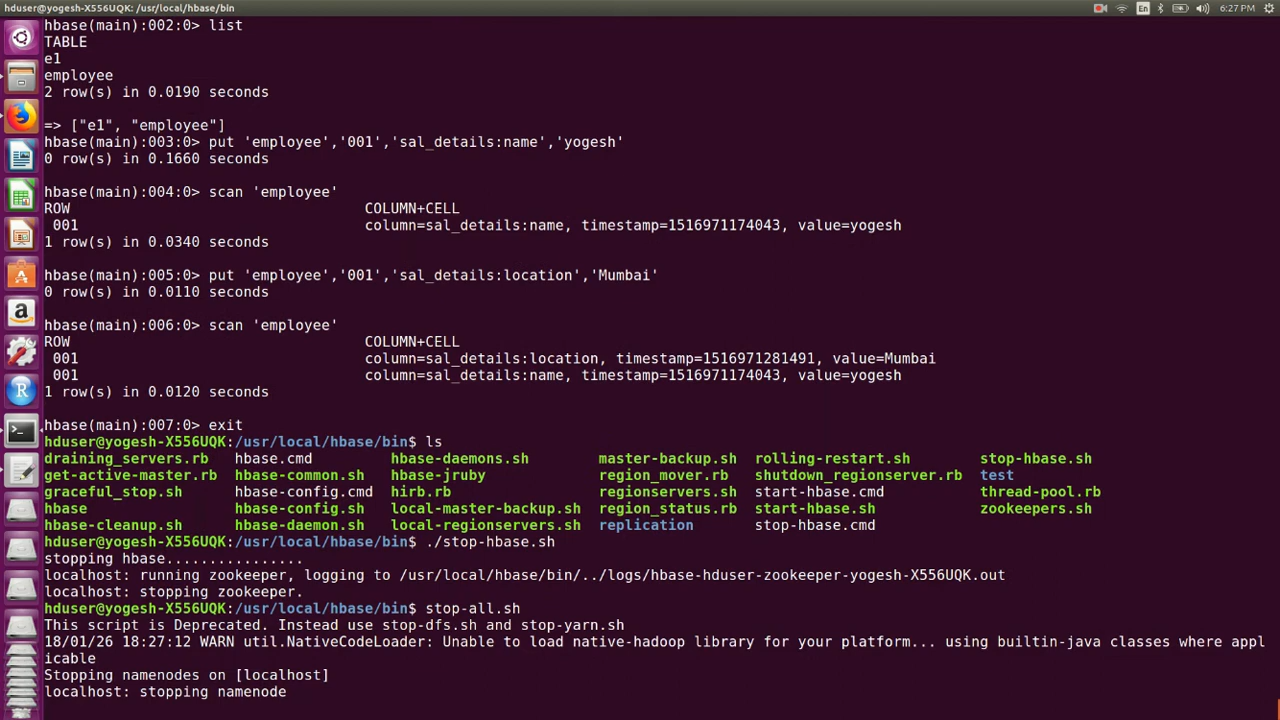 hduser@yogesh-X556UQK: /usr/local/hbase/bin
En
6:27 PM
hbase(main):002:0> list
TABLE
e1
employee
2 row(s) in 0.0190 seconds
=> ["e1", "employee"]
hbase(main):003:0> put 'employee','001','sal_details:name','yogesh'
0 row(s) in 0.1660 seconds
hbase(main):004:0> scan 'employee'
ROW COLUMN+CELL
001 column=sal_details:name, timestamp=1516971174043, value=yogesh
1 row(s) in 0.0340 seconds
hbase(main):005:0> put 'employee','001','sal_details:location','Mumbai'
0 row(s) in 0.0110 seconds
hbase(main):006:0> scan 'employee'
ROW COLUMN+CELL
001 column=sal_details:location, timestamp=1516971281491, value=Mumbai
001 column=sal_details:name, timestamp=1516971174043, value=yogesh
1 row(s) in 0.0120 seconds
hbase(main):007:0> exit
hduser@yogesh-X556UQK:/usr/local/hbase/bin$ ls
draining_servers.rb hbase.cmd hbase-daemons.sh master-backup.sh rolling-restart.sh stop-hbase.sh
get-active-master.rb hbase-common.sh hbase-jruby region_mover.rb shutdown_regionserver.rb test
graceful_stop.sh hbase-config.cmd hirb.rb regionservers.sh start-hbase.cmd thread-pool.rb
hbase hbase-config.sh local-master-backup.sh region_status.rb start-hbase.sh zookeepers.sh
hbase-cleanup.sh hbase-daemon.sh local-regionservers.sh replication stop-hbase.cmd
hduser@yogesh-X556UQK:/usr/local/hbase/bin$ ./stop-hbase.sh
stopping hbase................
localhost: running zookeeper, logging to /usr/local/hbase/bin/../logs/hbase-hduser-zookeeper-yogesh-X556UQK.out
localhost: stopping zookeeper.
hduser@yogesh-X556UQK:/usr/local/hbase/bin$ stop-all.sh
This script is Deprecated. Instead use stop-dfs.sh and stop-yarn.sh
18/01/26 18:27:12 WARN util.NativeCodeLoader: Unable to load native-hadoop library for your platform... using builtin-java classes where appl
icable
Stopping namenodes on [localhost]
localhost: stopping namenode